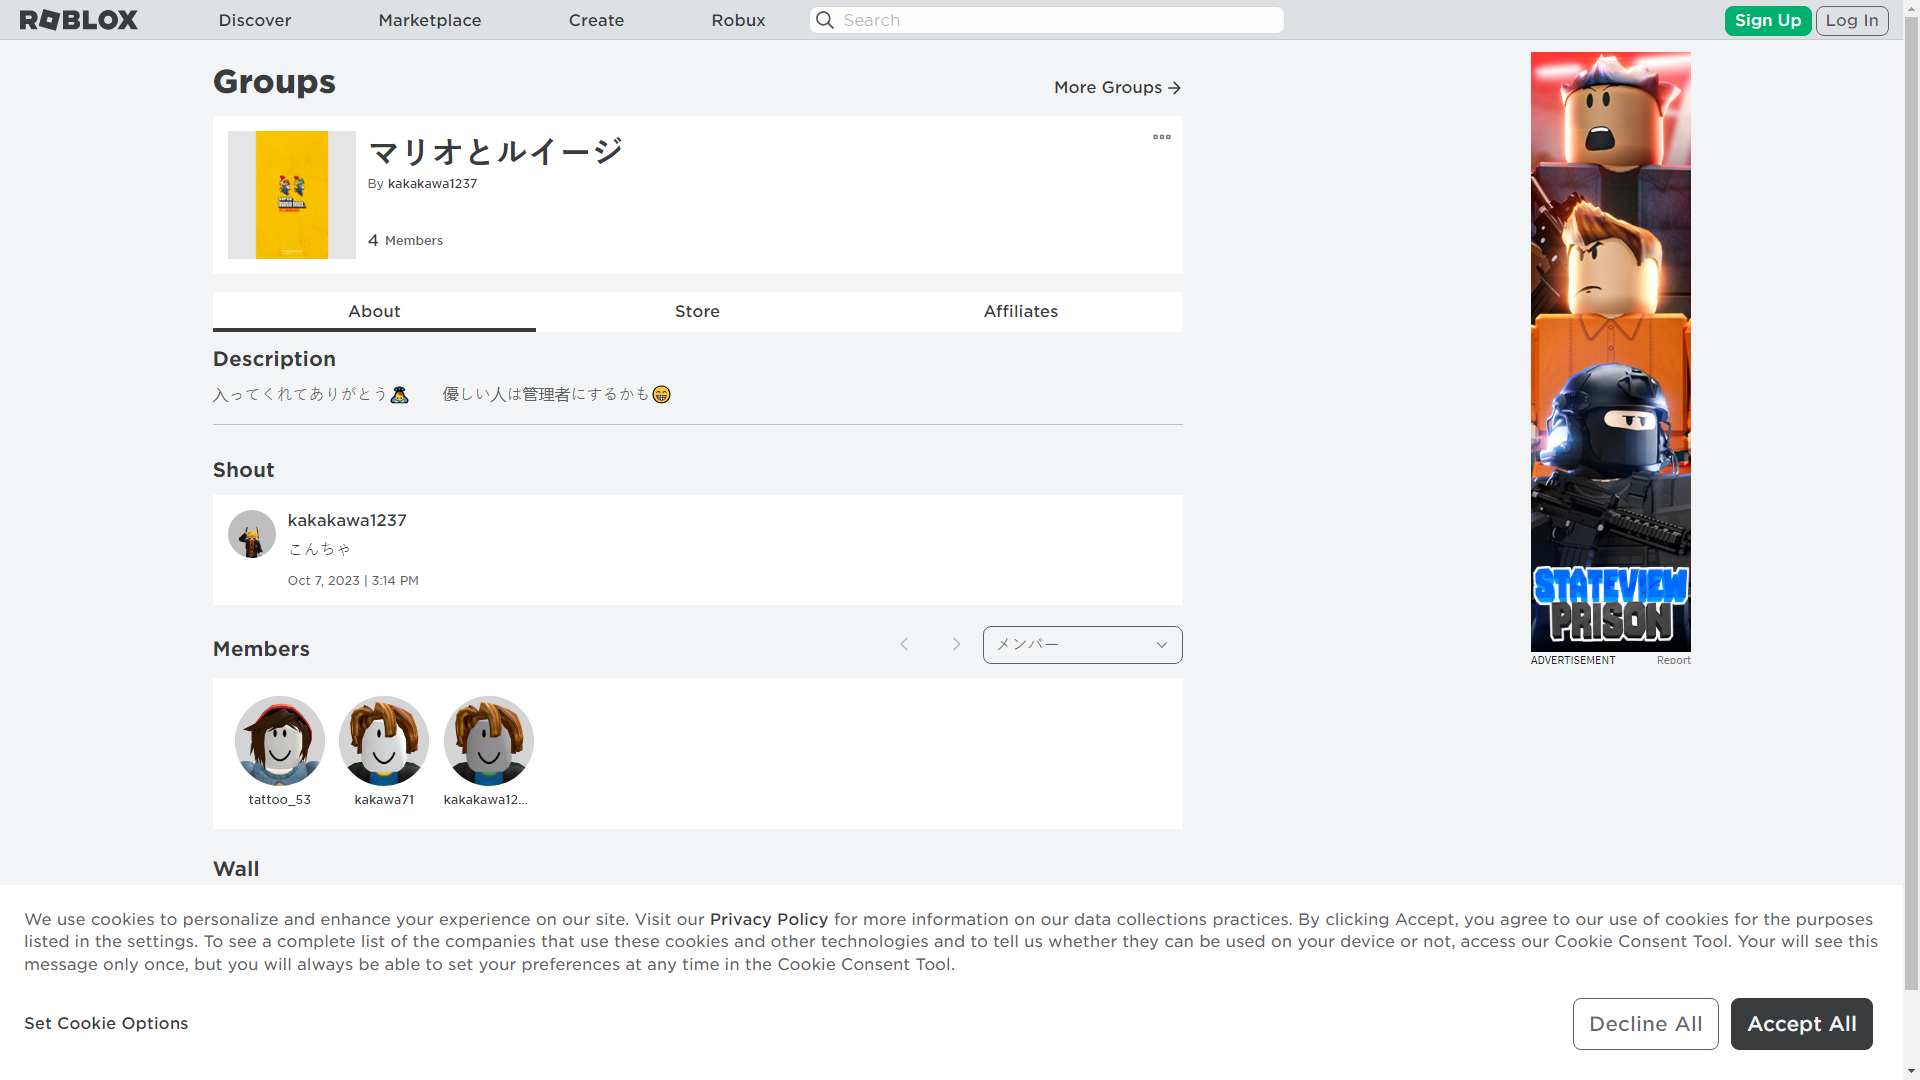 ROBLOX
Discover
Marketplace
Create
Robux
Search
Sign Up
Log In
Groups
More Groups
マリオとルイージ
By kakakawa1237
4 Members
About
Store
Affiliates
Description
入ってくれてありがとう🙇 優しい人は管理者にするかも😁
Shout
kakakawa1237
こんちゃ
Oct 7, 2023 | 3:14 PM
Members
メンバー
tattoo_53
kakawa71
kakakawa12...
Wall
STATEVIEW
PRISON
ADVERTISEMENT
Report
We use cookies to personalize and enhance your experience on our site. Visit our Privacy Policy for more information on our data collections practices. By clicking Accept, you agree to our use of cookies for the purposes
listed in the settings. To see a complete list of the companies that use these cookies and other technologies and to tell us whether they can be used on your device or not, access our Cookie Consent Tool. Your will see this
message only once, but you will always be able to set your preferences at any time in the Cookie Consent Tool.
Set Cookie Options
Decline All
Accept All